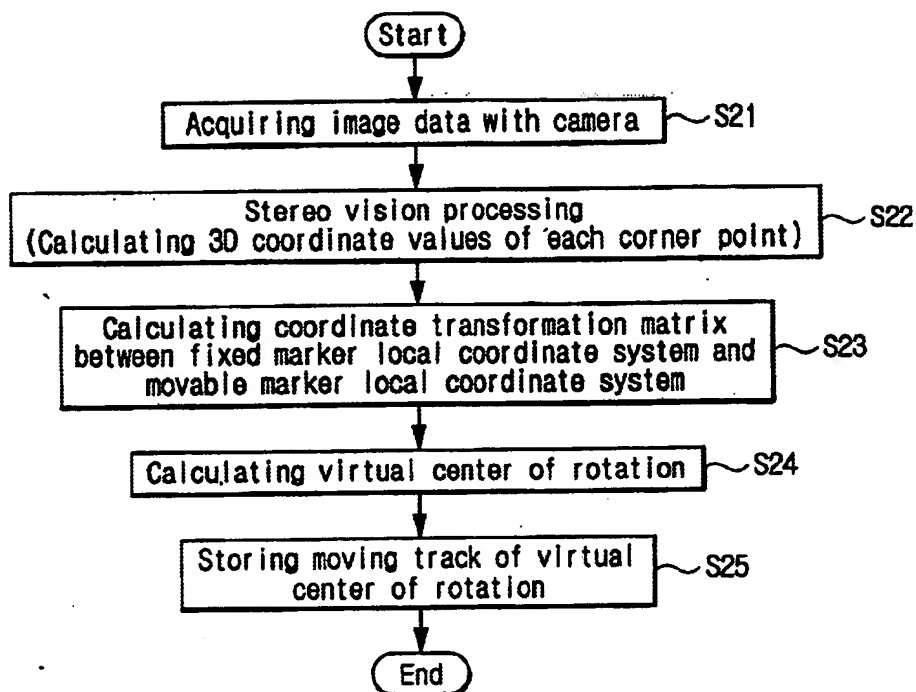 Start
Acquiring image data with camera
S21
Stereo vision processing
(Calculating 3D coordinate values of each corner point)
S22
Calculating coordinate transformation matrix
between fixed marker local coordinate system and
movable marker local coordinate system
S23
Calculating virtual center of rotation
S24
Storing moving track of virtual
center of rotation
S25
End